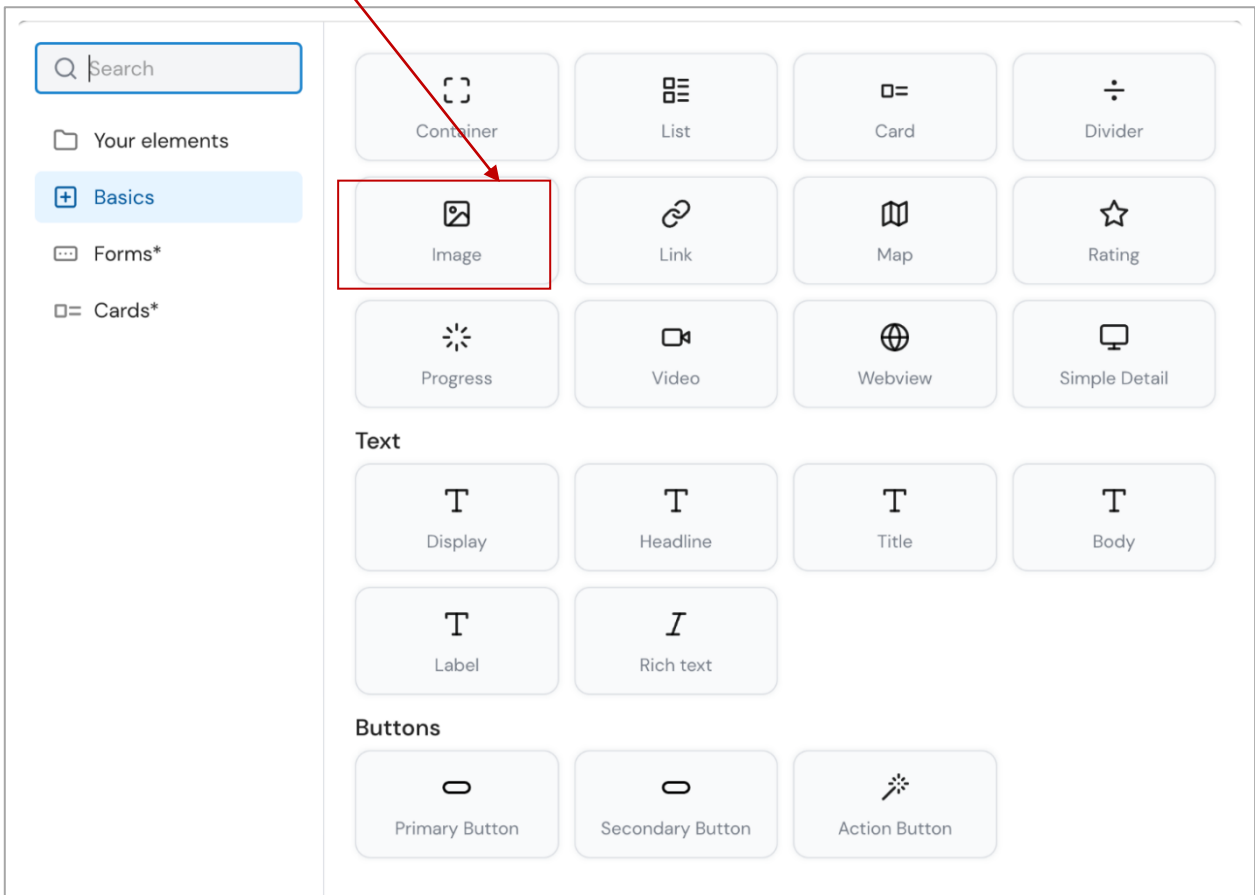 Search
Your elements
Basics
Forms*
Cards*
Container List Card Divider
Image Link Map Rating
Progress Video Webview Simple Detail
Text
Display Headline Title Body
Label Rich text
Buttons
Primary Button Secondary Button Action Button